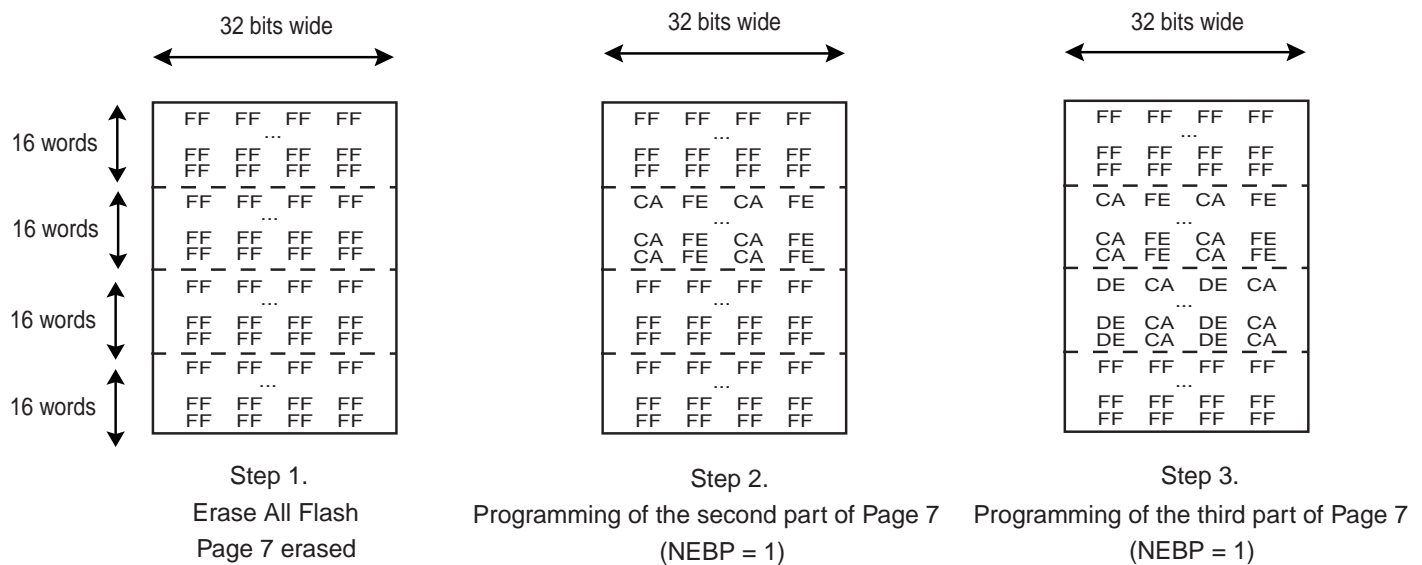 32 bits wide
32 bits wide
32 bits wide
16 words
16 words
16 words
16 words
FF FF FF FF
...
FF FF FF FF
FF FF FF FF
FF FF FF FF
...
FF FF FF FF
FF FF FF FF
FF FF FF FF
...
FF FF FF FF
FF FF FF FF
FF FF FF FF
...
FF FF FF FF
FF FF FF FF
Step 1.
Erase All Flash
Page 7 erased
FF FF FF FF
...
FF FF FF FF
FF FF FF FF
CA FE CA FE
...
CA FE CA FE
CA FE CA FE
FF FF FF FF
...
FF FF FF FF
FF FF FF FF
FF FF FF FF
...
FF FF FF FF
FF FF FF FF
Step 2.
Programming of the second part of Page 7
(NEBP = 1)
FF FF FF FF
...
FF FF FF FF
FF FF FF FF
CA FE CA FE
...
CA FE CA FE
CA FE CA FE
DE CA DE CA
...
DE CA DE CA
DE CA DE CA
FF FF FF FF
...
FF FF FF FF
FF FF FF FF
Step 3.
Programming of the third part of Page 7
(NEBP = 1)